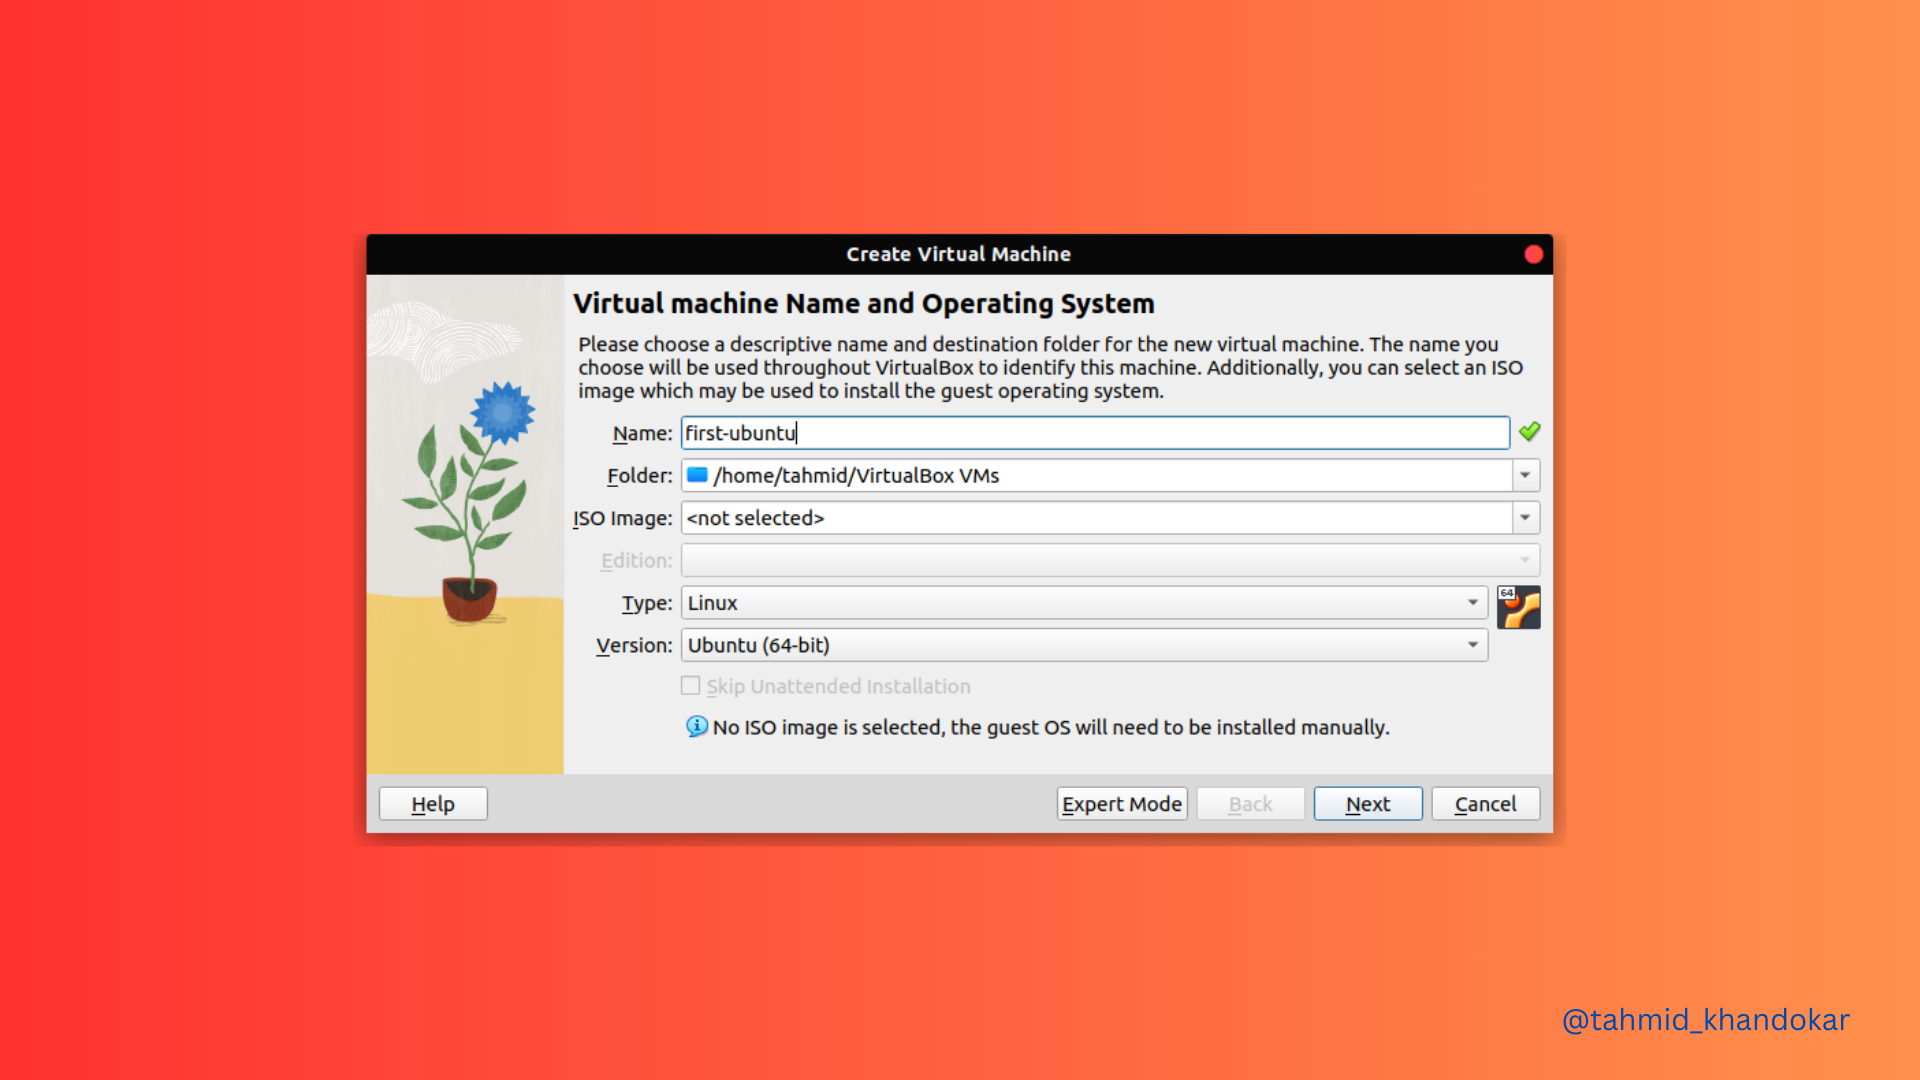 Create Virtual Machine
Virtual machine Name and Operating System
Please choose a descriptive name and destination folder for the new virtual machine. The name you
choose will be used throughout VirtualBox to identify this machine. Additionally, you can select an ISO
image which may be used to install the guest operating system.
Name: first-ubuntu
Folder: /home/tahmid/VirtualBox VMs
ISO Image: <not selected>
Edition:
Type: Linux
64
Version: Ubuntu (64-bit)
Skip Unattended Installation
No ISO image is selected, the guest OS will need to be installed manually.
Help Expert Mode Back Next Cancel
@tahmid_khandokar